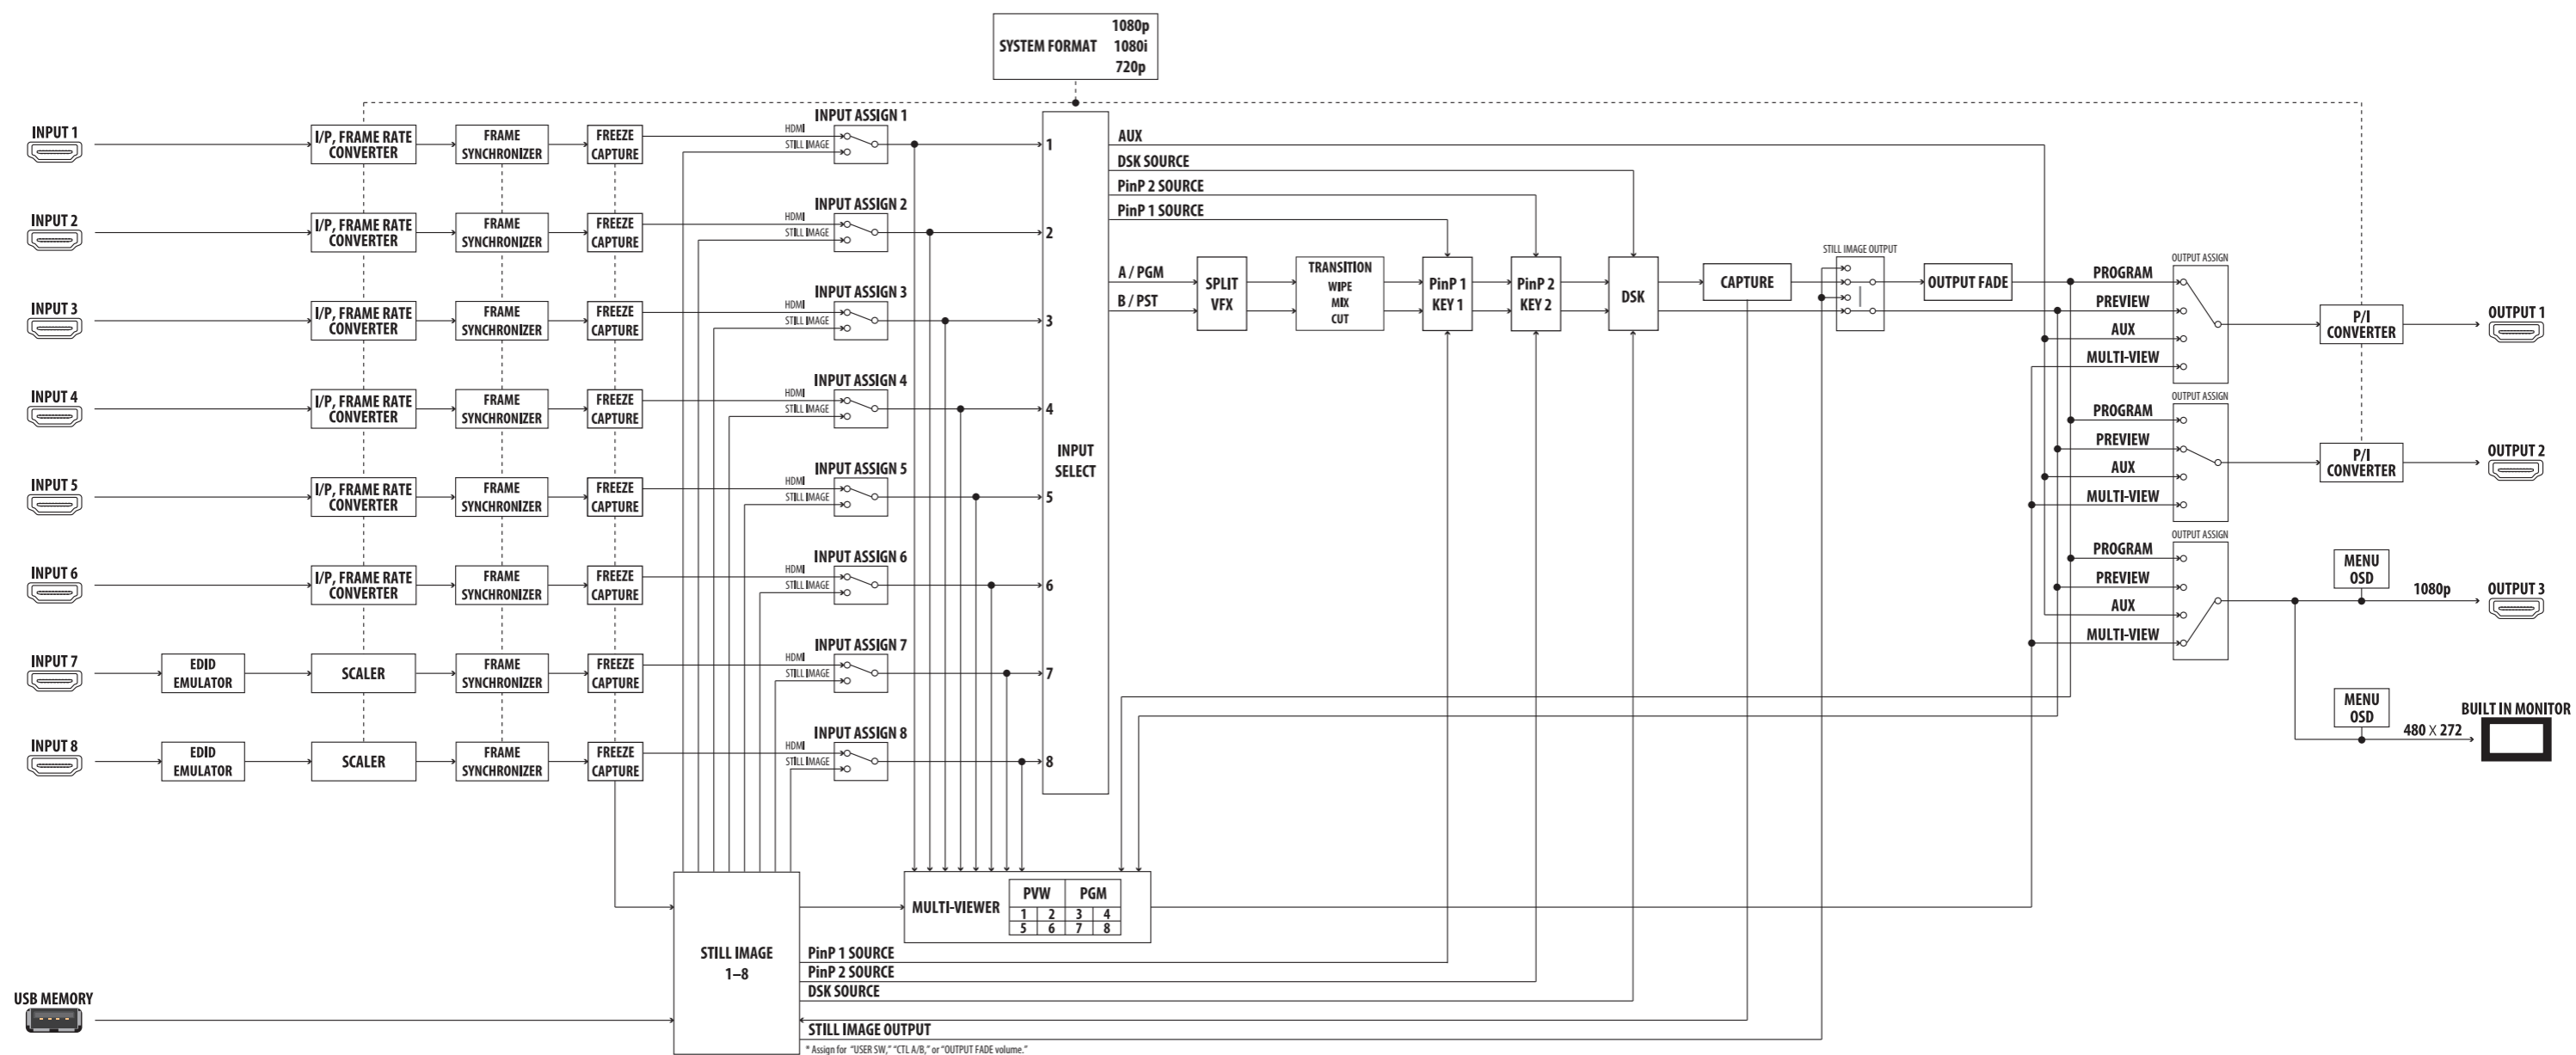 SYSTEM FORMAT
1080p
1080i
720p
INPUT 1
I/P, FRAME RATE
CONVERTER
FRAME
SYNCHRONIZER
FREEZE
CAPTURE
HDMI
STILL IMAGE
INPUT ASSIGN 1
1
INPUT 2
I/P, FRAME RATE
CONVERTER
FRAME
SYNCHRONIZER
FREEZE
CAPTURE
HDMI
STILL IMAGE
INPUT ASSIGN 2
2
INPUT 3
I/P, FRAME RATE
CONVERTER
FRAME
SYNCHRONIZER
FREEZE
CAPTURE
HDMI
STILL IMAGE
INPUT ASSIGN 3
3
INPUT 4
I/P, FRAME RATE
CONVERTER
FRAME
SYNCHRONIZER
FREEZE
CAPTURE
HDMI
STILL IMAGE
INPUT ASSIGN 4
4
INPUT
SELECT
INPUT 5
I/P, FRAME RATE
CONVERTER
FRAME
SYNCHRONIZER
FREEZE
CAPTURE
HDMI
STILL IMAGE
INPUT ASSIGN 5
5
INPUT 6
I/P, FRAME RATE
CONVERTER
FRAME
SYNCHRONIZER
FREEZE
CAPTURE
HDMI
STILL IMAGE
INPUT ASSIGN 6
6
INPUT 7
EDID
EMULATOR
SCALER
FRAME
SYNCHRONIZER
FREEZE
CAPTURE
HDMI
STILL IMAGE
INPUT ASSIGN 7
7
INPUT 8
EDID
EMULATOR
SCALER
FRAME
SYNCHRONIZER
FREEZE
CAPTURE
HDMI
STILL IMAGE
INPUT ASSIGN 8
8
AUX
DSK SOURCE
PinP 2 SOURCE
PinP 1 SOURCE
A / PGM
B / PST
SPLIT
VFX
TRANSITION
WIPE
MIX
CUT
PinP 1
KEY 1
PinP 2
KEY 2
DSK
CAPTURE
STILL IMAGE OUTPUT
OUTPUT FADE
OUTPUT ASSIGN
PROGRAM
PREVIEW
AUX
MULTI-VIEW
P/I
CONVERTER
OUTPUT 1
OUTPUT ASSIGN
PROGRAM
PREVIEW
AUX
MULTI-VIEW
P/I
CONVERTER
OUTPUT 2
OUTPUT ASSIGN
PROGRAM
PREVIEW
AUX
MULTI-VIEW
MENU
OSD
1080p
OUTPUT 3
MENU
OSD
480 X 272
BUILT IN MONITOR
MULTI-VIEWER
PVW PGM
1 2 3 4
5 6 7 8
STILL IMAGE
1–8
PinP 1 SOURCE
PinP 2 SOURCE
DSK SOURCE
STILL IMAGE OUTPUT
* Assign for "USER SW," "CTL A/B," or "OUTPUT FADE volume."
USB MEMORY